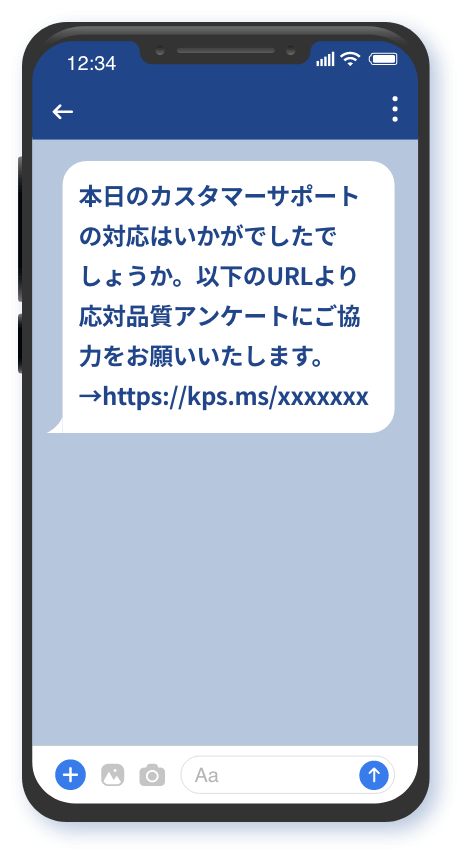 12:34
本日のカスタマーサポート
の対応はいかがでしたで
しょうか。以下のURLより
応対品質アンケートにご協
力をお願いいたします。
→https://kps.ms/xxxxxxx
Aa